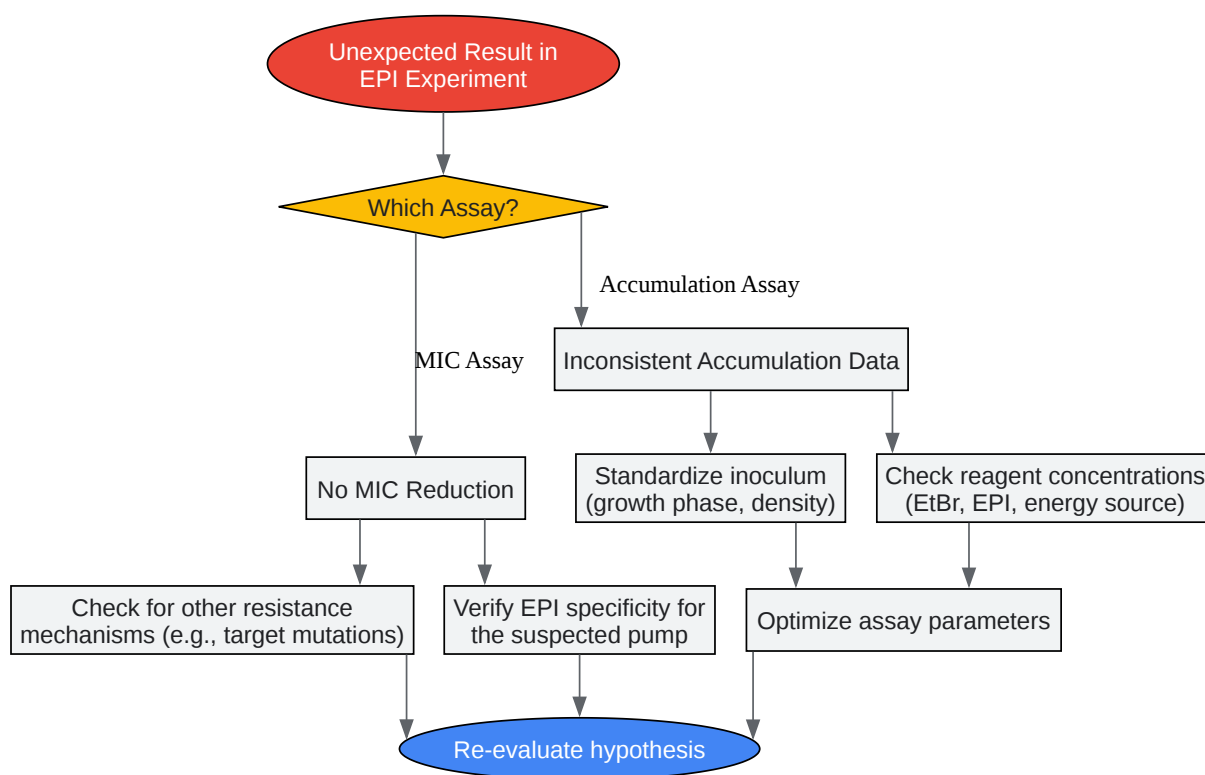 Unexpected Result in
EPI Experiment
Which Assay?
Accumulation Assay
MIC Assay
Inconsistent Accumulation Data
No MIC Reduction
Standardize inoculum
(growth phase, density)
Check reagent concentrations
(EtBr, EPI, energy source)
Check for other resistance
mechanisms (e.g., target mutations)
Verify EPI specificity for
the suspected pump
Optimize assay parameters
Re-evaluate hypothesis